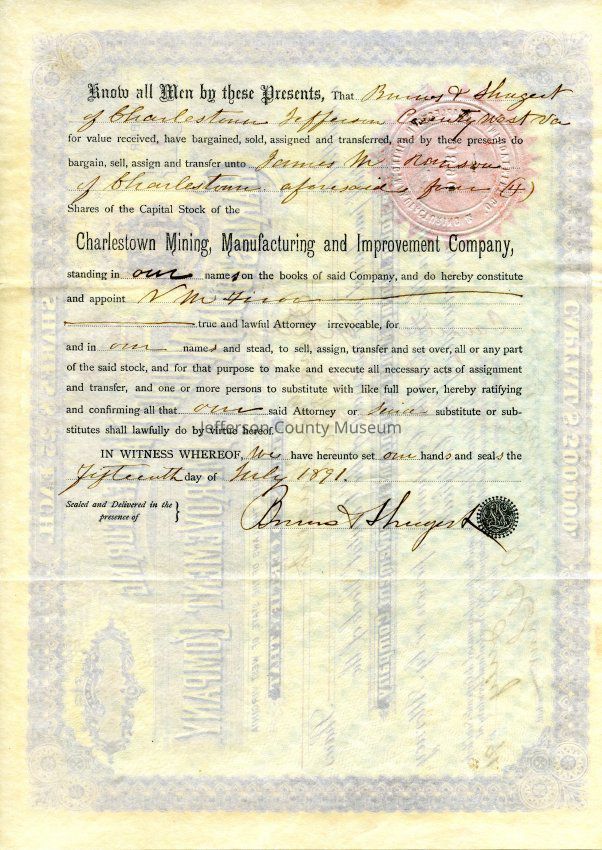 Know all Men by these Presents, That Burns & Shugert
of Charlestown Jefferson County West Va
for value received, have bargained, sold, assigned and transferred, and by these presents do
bargain, sell, assign and transfer unto James M. Ranson
of Charlestown aforesaid four (4)
Shares of the Capital Stock of the
Charlestown Mining, Manufacturing and Improvement Company,
standing in our names on the books of said Company, and do hereby constitute
and appoint
true and lawful Attorney irrevocable, for
and in our names and stead, to sell, assign, transfer and set over, all or any part
of the said stock, and for that purpose to make and execute all necessary acts of assignment
and transfer, and one or more persons to substitute with like full power, hereby ratifying
and confirming all that our said Attorney or substitute or sub-
stitutes shall lawfully do by virtue hereof.
Jefferson County Museum
IN WITNESS WHEREOF, We have hereunto set our hands and seals the
fifteenth day of July 1891.
Sealed and Delivered in the
presence of
Burns & Shugert